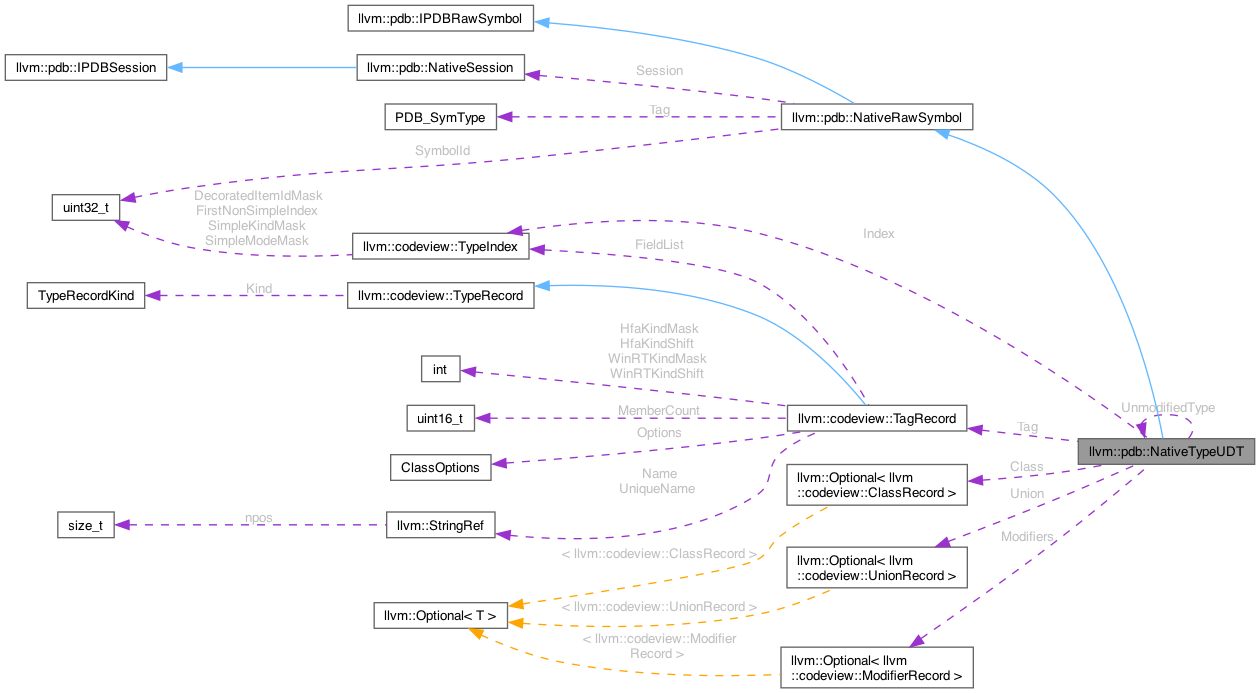 llvm::pdb::IPDBRawSymbol
llvm::pdb::IPDBSession
llvm::pdb::NativeSession
Session
PDB_SymType
Tag
llvm::pdb::NativeRawSymbol
SymbolId
uint32_t
DecoratedItemIdMask
FirstNonSimpleIndex
SimpleKindMask
SimpleModeMask
llvm::codeview::TypeIndex
FieldList
Index
TypeRecordKind
Kind
llvm::codeview::TypeRecord
HfaKindMask
HfaKindShift
WinRTKindMask
WinRTKindShift
int
uint16_t
MemberCount
llvm::codeview::TagRecord
UnmodifiedType
Tag
Options
llvm::pdb::NativeTypeUDT
ClassOptions
Name
UniqueName
Class
llvm::Optional< llvm
::codeview::ClassRecord >
Union
size_t
npos
llvm::StringRef
Modifiers
< llvm::codeview::ClassRecord >
llvm::Optional< llvm
::codeview::UnionRecord >
llvm::Optional< T >
< llvm::codeview::UnionRecord >
< llvm::codeview::Modifier
Record >
llvm::Optional< llvm
::codeview::ModifierRecord >